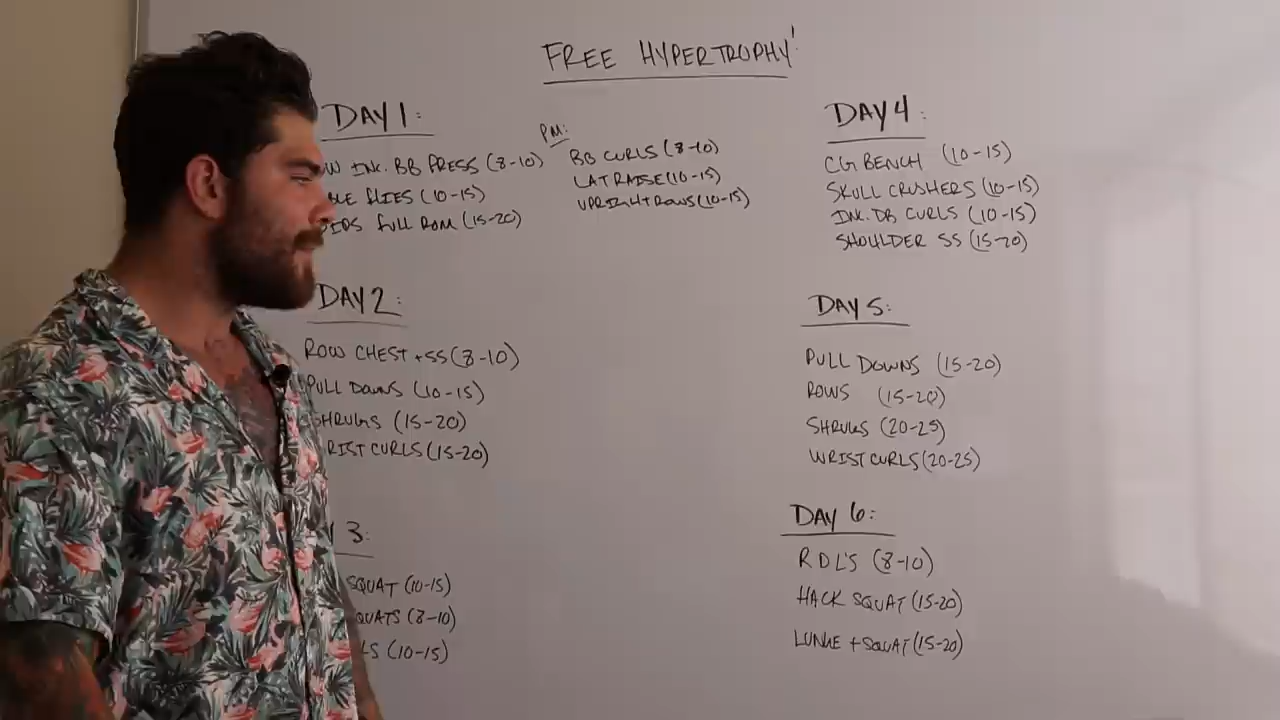 FREE HYPERTROPHY'
DAY 1:
INC. BB PRESS (8-10)
FLIES (10-15)
FULL ROM (15-20)
PM:
BB CURLS (8-10)
LAT RAISE (10-15)
UPRIGHT ROWS (10-15)
DAY 2:
ROW CHEST + SS (8-10)
PULL DOWNS (10-15)
SHRUGS (15-20)
WRIST CURLS (15-20)
3:
SQUAT (10-15)
(8-10)
(10-15)
DAY 4:
CG BENCH (10-15)
SKULL CRUSHERS (10-15)
INC. DB CURLS (10-15)
SHOULDER SS (15-20)
DAY 5:
PULL DOWNS (15-20)
ROWS (15-20)
SHRUGS (20-25)
WRIST CURLS (20-25)
DAY 6:
RDL'S (8-10)
HACK SQUAT (15-20)
LUNGE + SQUAT (15-20)